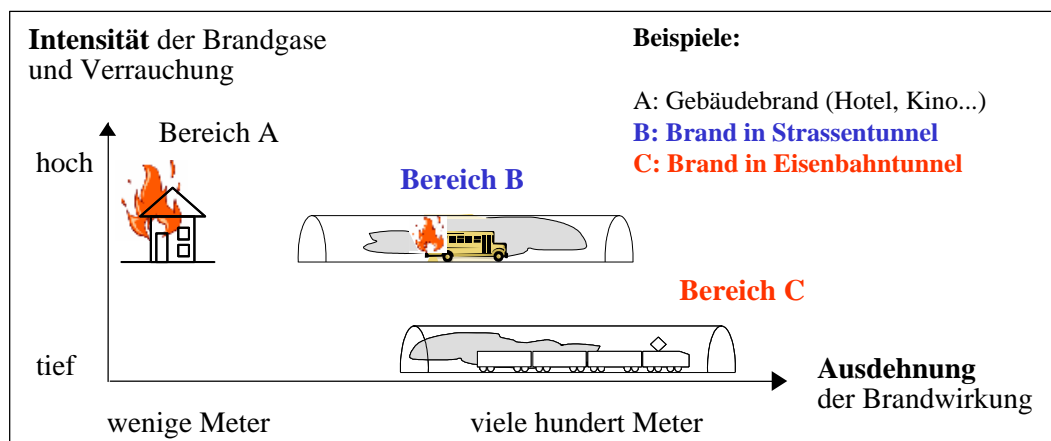 Intensität der Brandgase
und Verrauchung
Beispiele:
A: Gebäudebrand (Hotel, Kino...)
B: Brand in Strassentunnel
C: Brand in Eisenbahntunnel
Bereich A
hoch
Bereich B
Bereich C
tief
Ausdehnung
der Brandwirkung
wenige Meter
viele hundert Meter